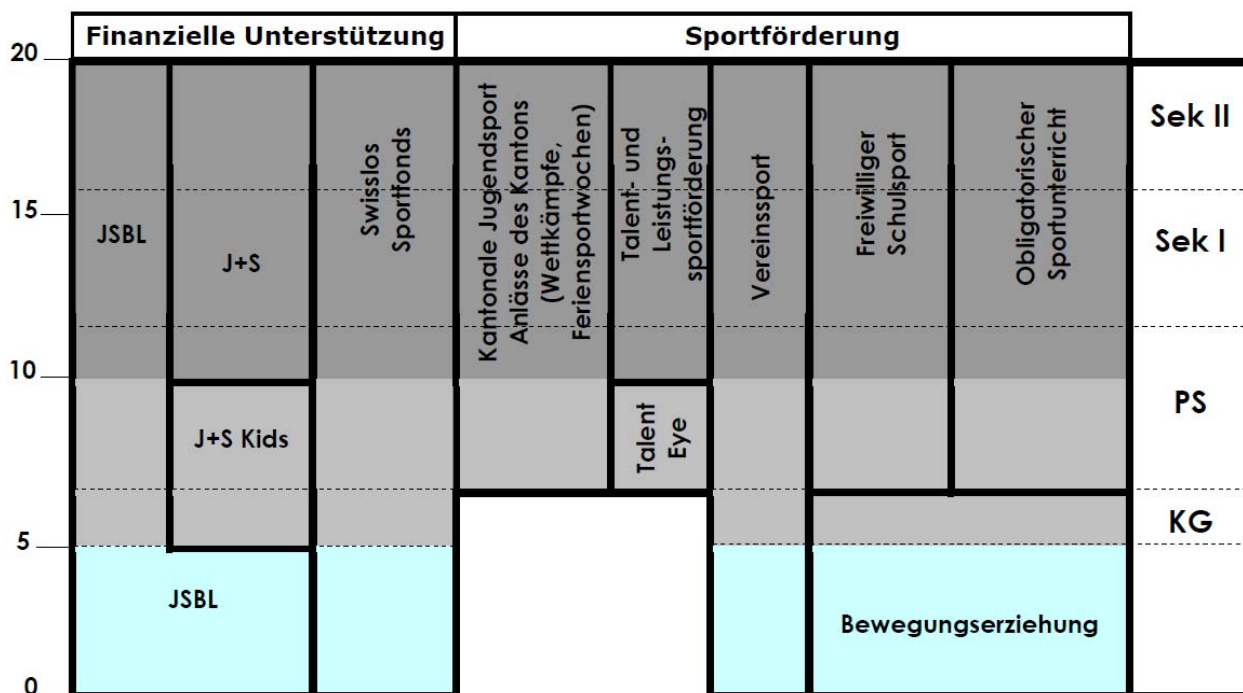 Finanzielle Unterstützung
Sportförderung
20
15
10
5
0
JSBL
J+S
J+S Kids
JSBL
Swisslos
Sportfonds
Kantonale Jugendsport
Anlässe des Kantons
(Wettkämpfe,
Feriensportwochen)
Talent- und
Leistungs-
sportförderung
Talent
Eye
Vereinssport
Freiwilliger
Schulsport
Obligatorischer
Sportunterricht
Bewegungserziehung
Sek II
Sek I
PS
KG